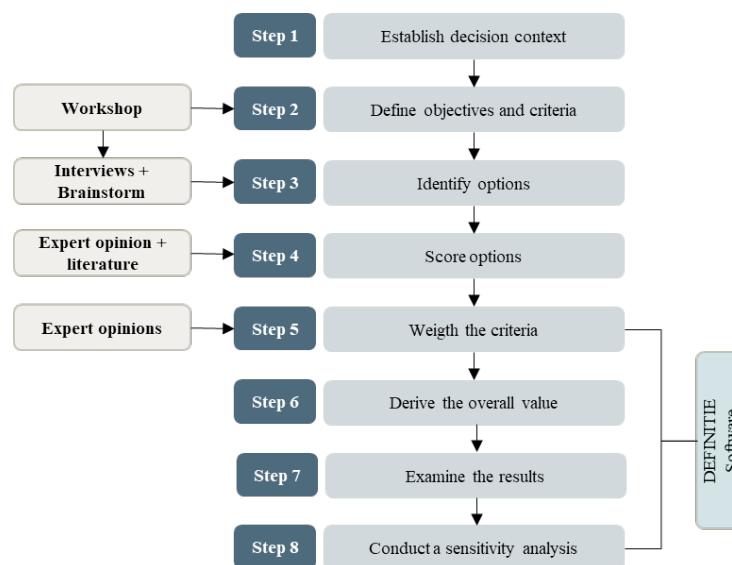 Step 1
Establish decision context
Workshop
Step 2
Define objectives and criteria
Interviews +
Brainstorm
Step 3
Identify options
Expert opinion +
literature
Step 4
Score options
Expert opinions
Step 5
Weigth the criteria
Step 6
Derive the overall value
DEFINITIE
Software
Step 7
Examine the results
Step 8
Conduct a sensitivity analysis